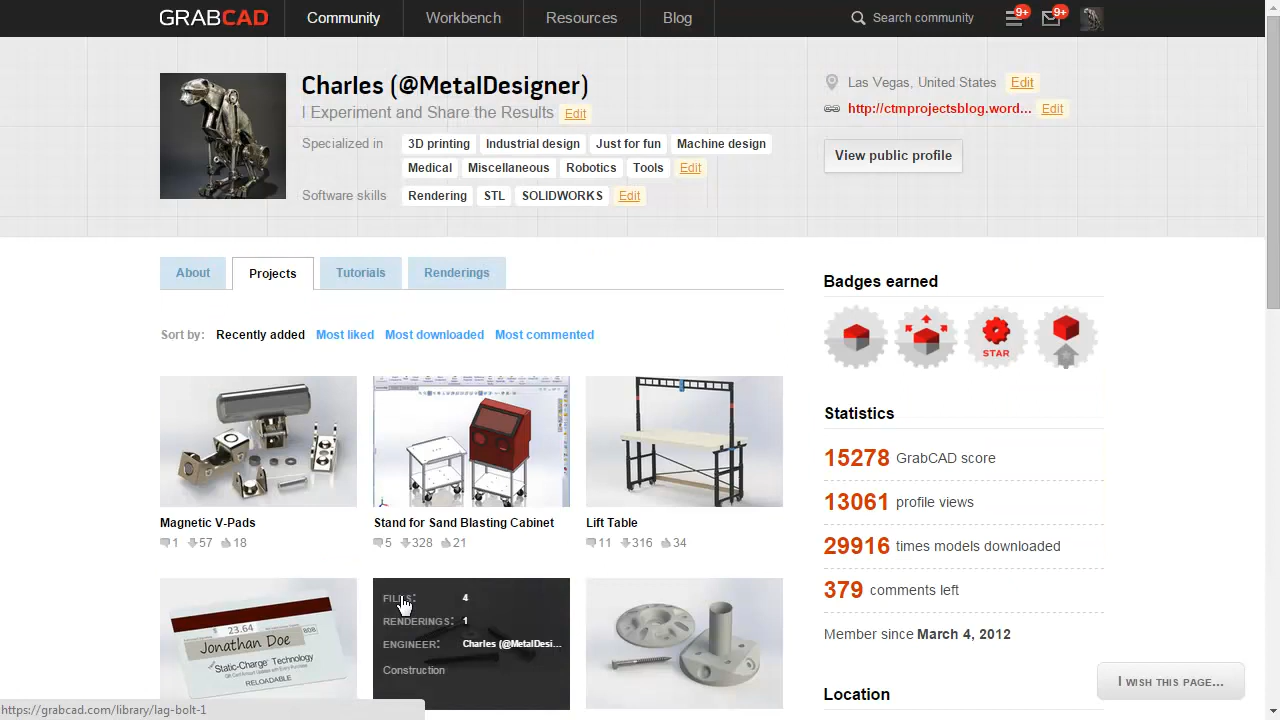 GRABCAD Community Workbench Resources Blog Search community 9+ 9+
Charles (@MetalDesigner)
I Experiment and Share the Results Edit
Specialized in 3D printing Industrial design Just for fun Machine design
Medical Miscellaneous Robotics Tools Edit
Software skills Rendering STL SOLIDWORKS Edit
Las Vegas, United States Edit
http://ctmprojectsblog.word... Edit
View public profile
About Projects Tutorials Renderings
Sort by: Recently added Most liked Most downloaded Most commented
Magnetic V-Pads
1 57 18
Stand for Sand Blasting Cabinet
5 328 21
Lift Table
11 316 34
23.64
Jonathan Doe
Static-Charge Technology
RELOADABLE
FILES: 4
RENDERINGS: 1
ENGINEER: Charles (@MetalDesi...
Construction
Badges earned
STAR
Statistics
15278 GrabCAD score
13061 profile views
29916 times models downloaded
379 comments left
Member since March 4, 2012
Location
I WISH THIS PAGE...
https://grabcad.com/library/lag-bolt-1